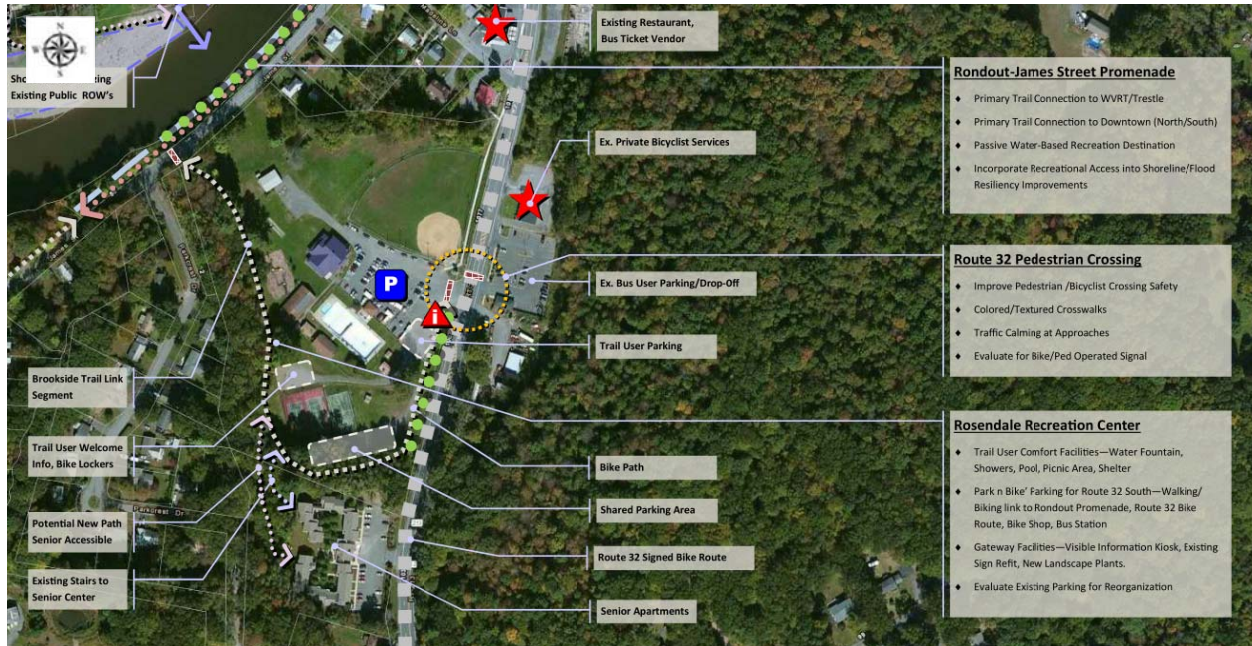 N
W E
S
Sho
zing
Existing Public ROW's
Existing Restaurant,
Bus Ticket Vendor
Ex. Private Bicyclist Services
P
i
Ex. Bus User Parking/Drop-Off
Trail User Parking
Brookside Trail Link
Segment
Trail User Welcome
Info, Bike Lockers
Potential New Path
Senior Accessible
Existing Stairs to
Senior Center
Parkcrest Dr
Bike Path
Shared Parking Area
Route 32 Signed Bike Route
Senior Apartments
Rondout-James Street Promenade
♦ Primary Trail Connection to WVRT/Trestle
♦ Primary Trail Connection to Downtown (North/South)
♦ Passive Water-Based Recreation Destination
♦ Incorporate Recreational Access into Shoreline/Flood
Resiliency Improvements
Route 32 Pedestrian Crossing
♦ Improve Pedestrian /Bicyclist Crossing Safety
♦ Colored/Textured Crosswalks
♦ Traffic Calming at Approaches
♦ Evaluate for Bike/Ped Operated Signal
Rosendale Recreation Center
♦ Trail User Comfort Facilities—Water Fountain,
Showers, Pool, Picnic Area, Shelter
♦ Park n Bike' Farking for Route 32 South—Walking/
Biking link to Rondout Promenade, Route 32 Bike
Route, Bike Shop, Bus Station
♦ Gateway Facilities—Visible Information Kiosk, Existing
Sign Refit, New Landscape Plants.
♦ Evaluate Existing Parking for Reorganization